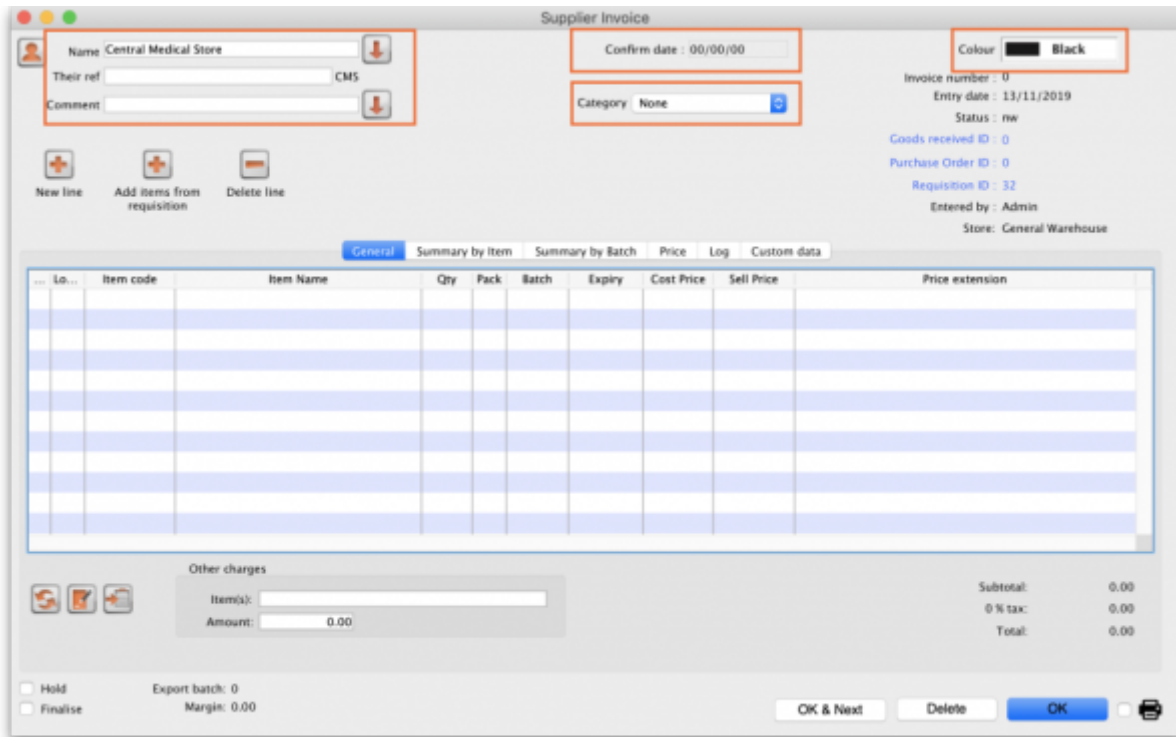 Supplier Invoice
Name Central Medical Store
Their ref CMS
Comment
Confirm date : 00/00/00
Category None
Colour Black
Invoice number : 0
Entry date : 13/11/2019
Status : nw
Goods received ID : 0
Purchase Order ID : 0
Requisition ID : 32
Entered by : Admin
Store: General Warehouse
New line
Add items from
requisition
Delete line
General Summary by Item Summary by Batch Price Log Custom data
... Lo... Item code Item Name Qty Pack Batch Expiry Cost Price Sell Price Price extension
Other charges
Item(s):
Amount: 0.00
Subtotal: 0.00
0 % tax: 0.00
Total: 0.00
Hold
Finalise
Export batch: 0
Margin: 0.00
OK & Next Delete OK